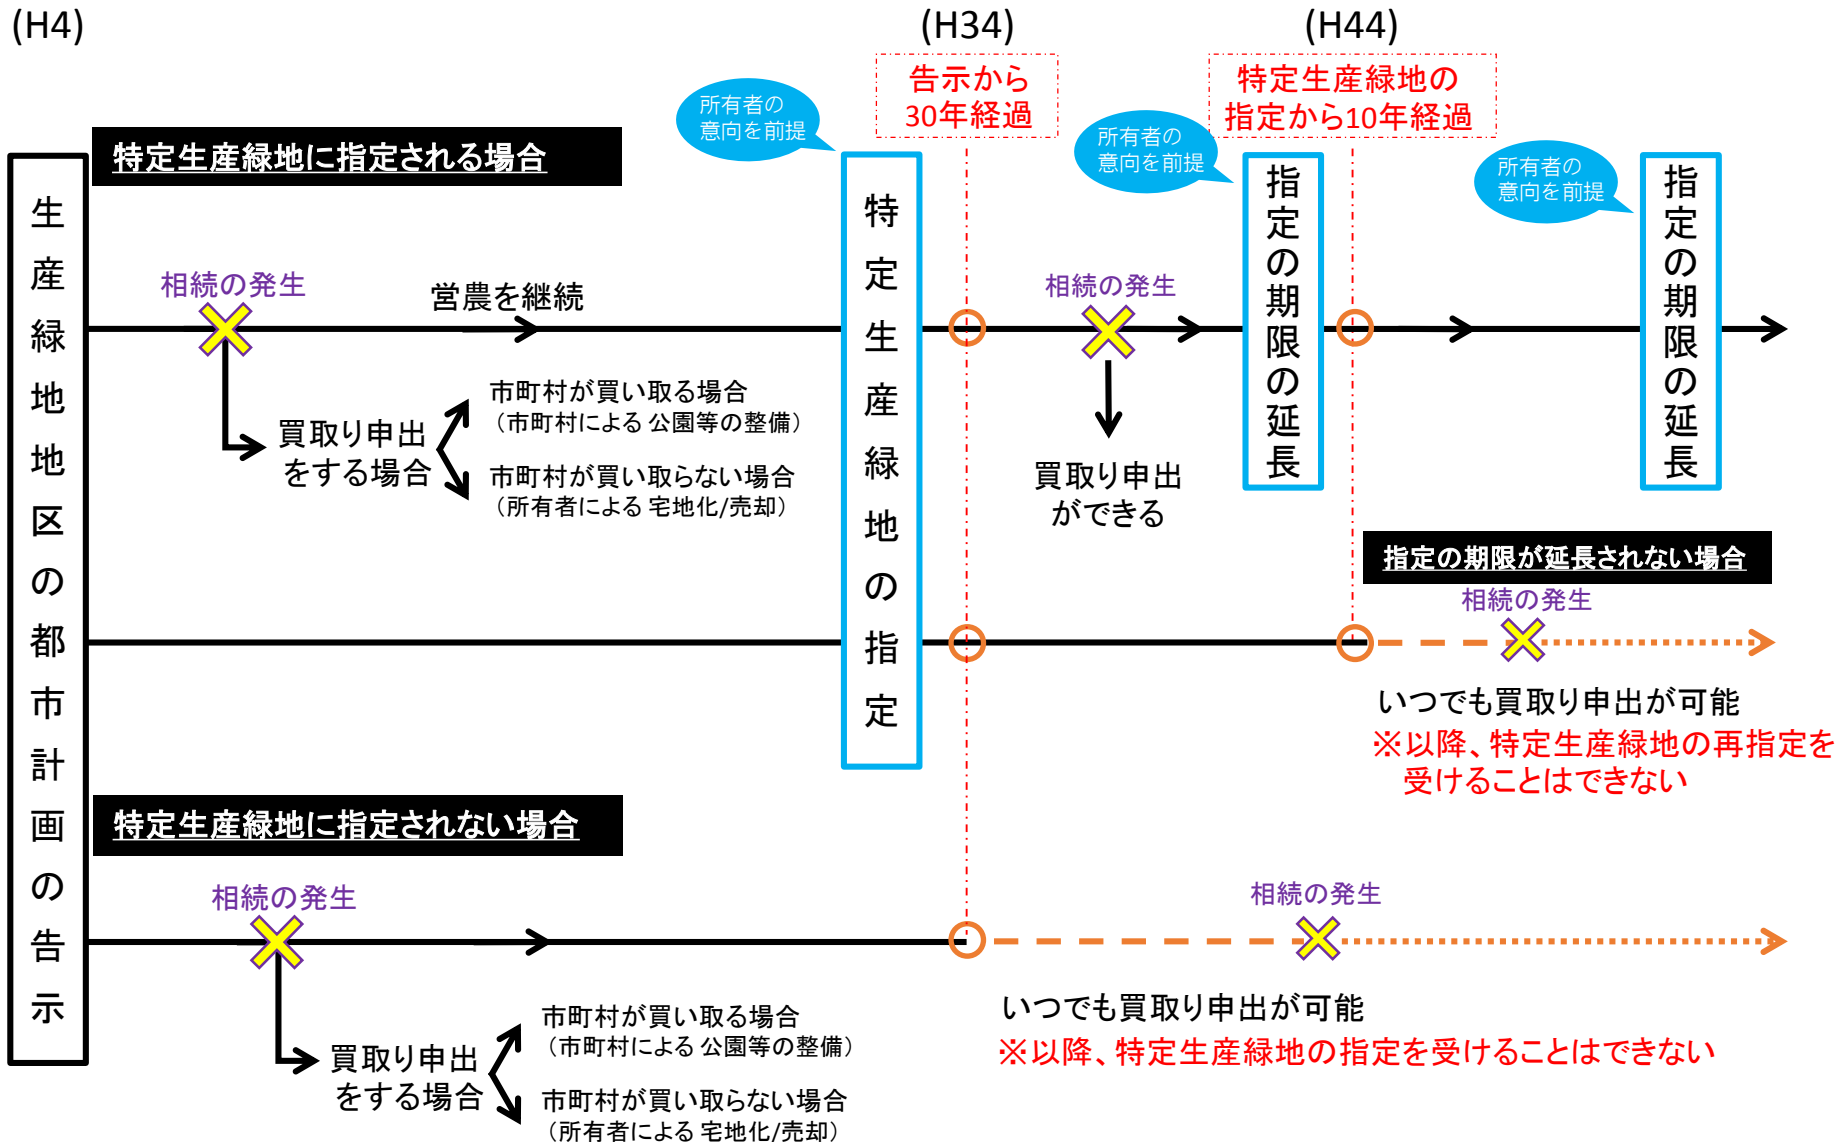 (H4)
(H34)
(H44)
告示から
30年経過
特定生産緑地の
指定から10年経過
所有者の
意向を前提
所有者の
意向を前提
所有者の
意向を前提
生産緑地地区の都市計画の告示
特定生産緑地に指定される場合
特定生産緑地の指定
指定の期限の延長
指定の期限の延長
相続の発生
営農を継続
相続の発生
買取り申出
をする場合
市町村が買い取る場合
（市町村による 公園等の整備）
市町村が買い取らない場合
（所有者による 宅地化/売却）
買取り申出
ができる
指定の期限が延長されない場合
相続の発生
いつでも買取り申出が可能
※以降、特定生産緑地の再指定を
受けることはできない
特定生産緑地に指定されない場合
相続の発生
相続の発生
買取り申出
をする場合
市町村が買い取る場合
（市町村による 公園等の整備）
市町村が買い取らない場合
（所有者による 宅地化/売却）
いつでも買取り申出が可能
※以降、特定生産緑地の指定を受けることはできない